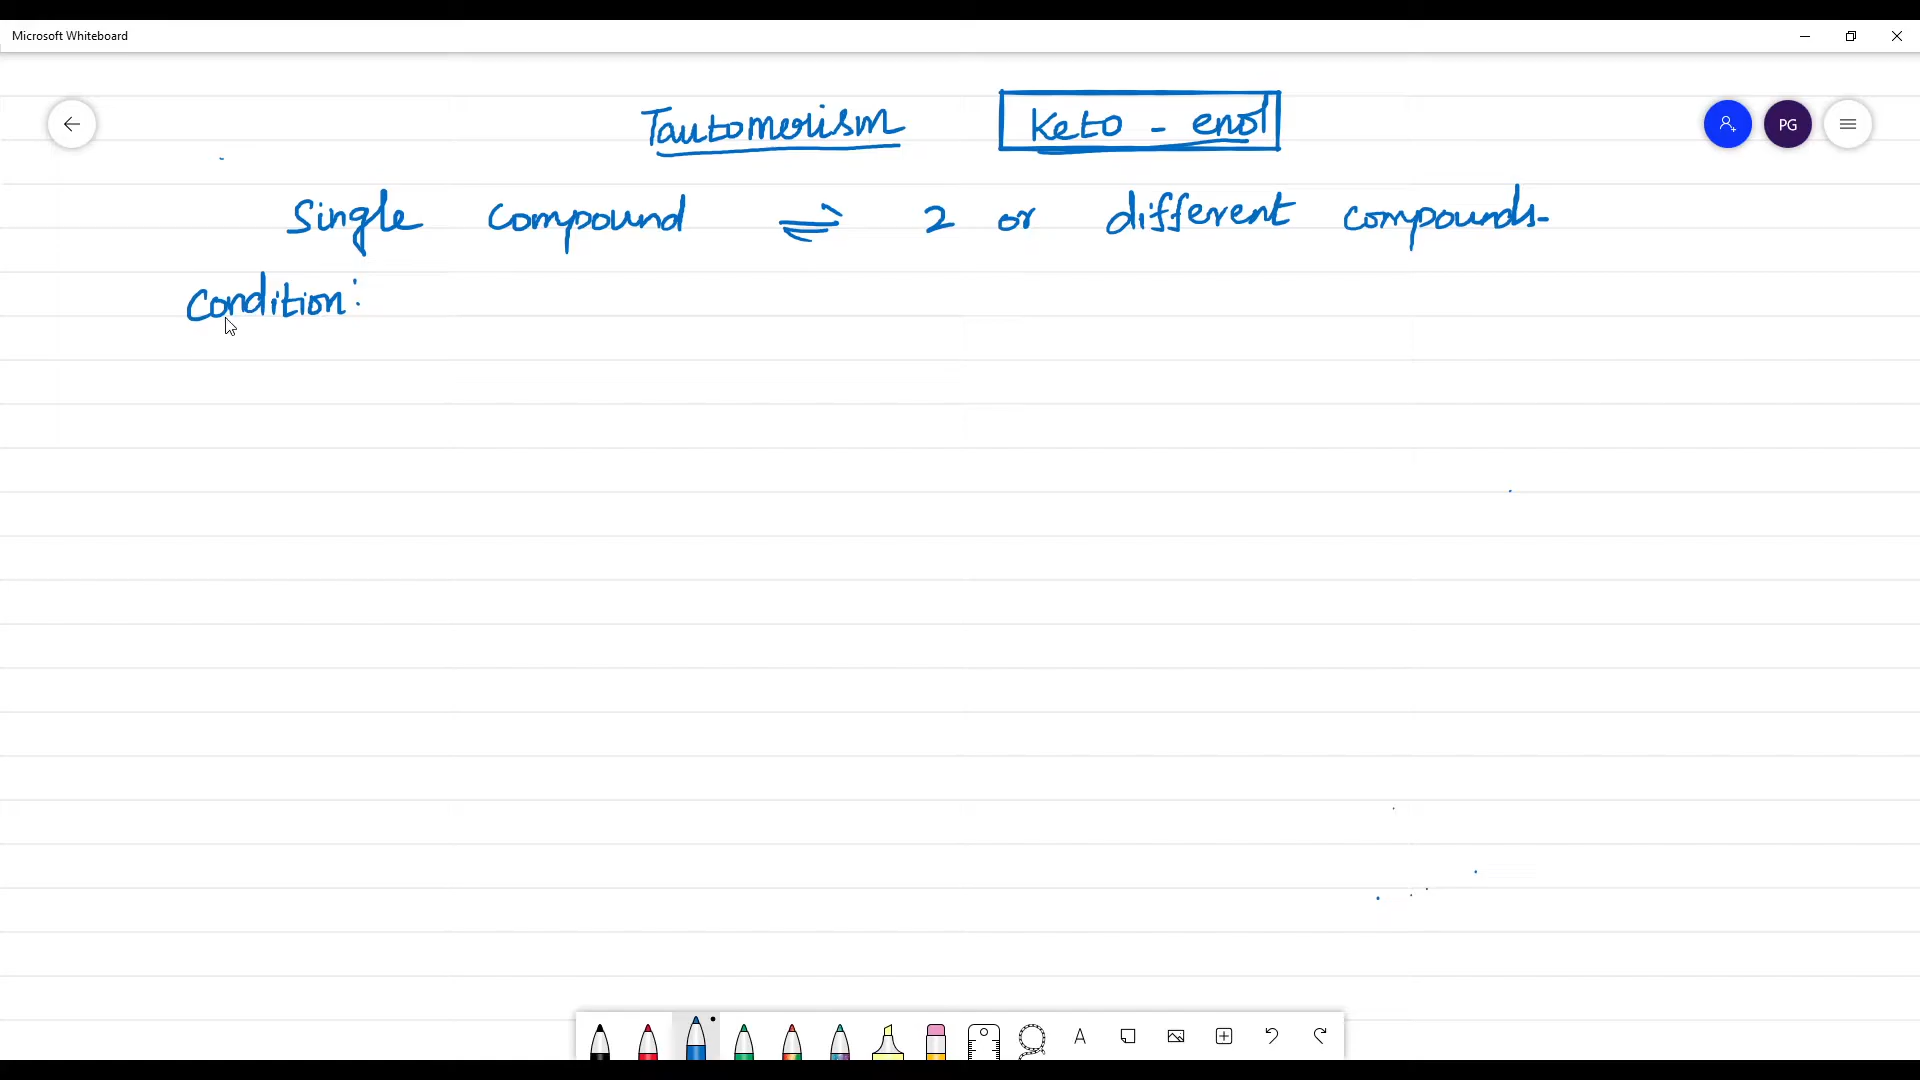 Microsoft Whiteboard
Tautomerism Keto - enol
PG
Single compound ⇌ 2 or different compounds-
Condition:
A